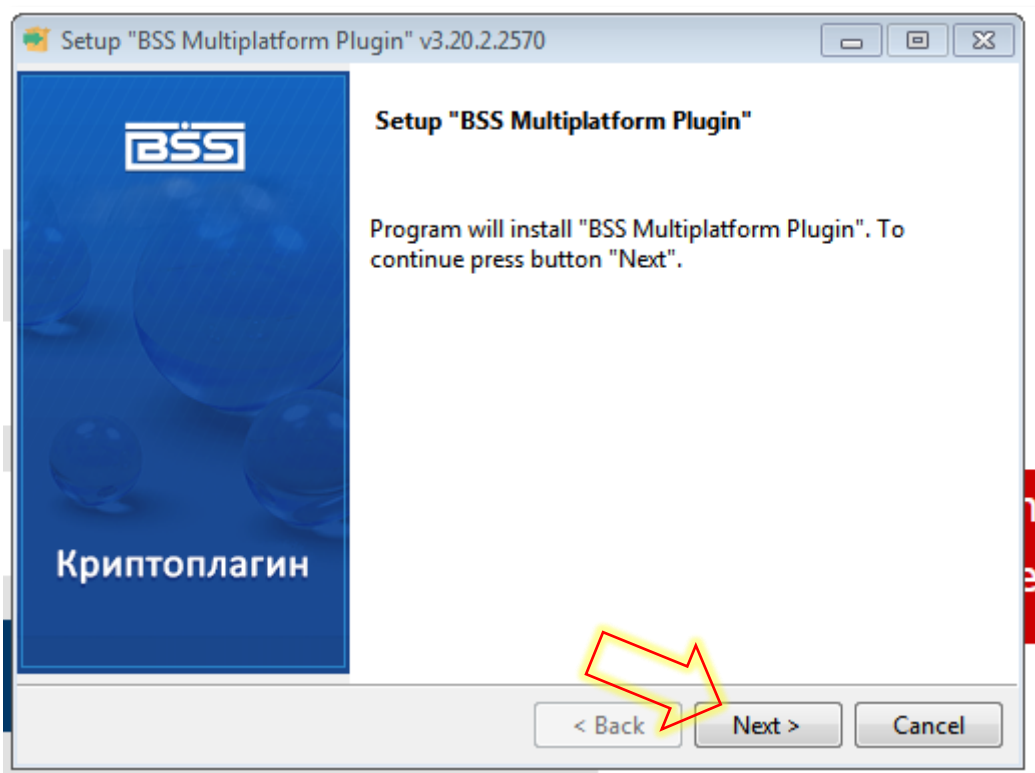 Setup "BSS Multiplatform Plugin" v3.20.2.2570
BSS
Криптоплагин
Setup "BSS Multiplatform Plugin"
Program will install "BSS Multiplatform Plugin". To
continue press button "Next".
< Back
Next >
Cancel